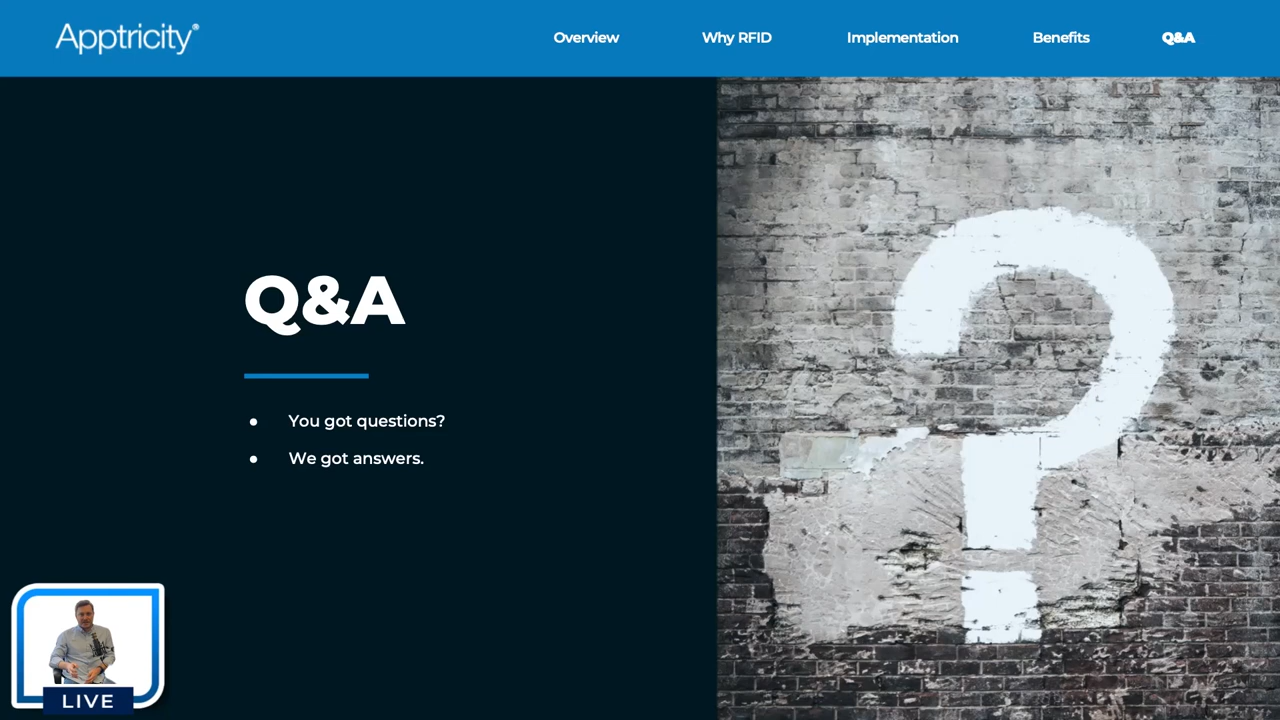 Apptricity®
Overview Why RFID Implementation Benefits Q&A
Q&A
● You got questions?
● We got answers.
?
LIVE